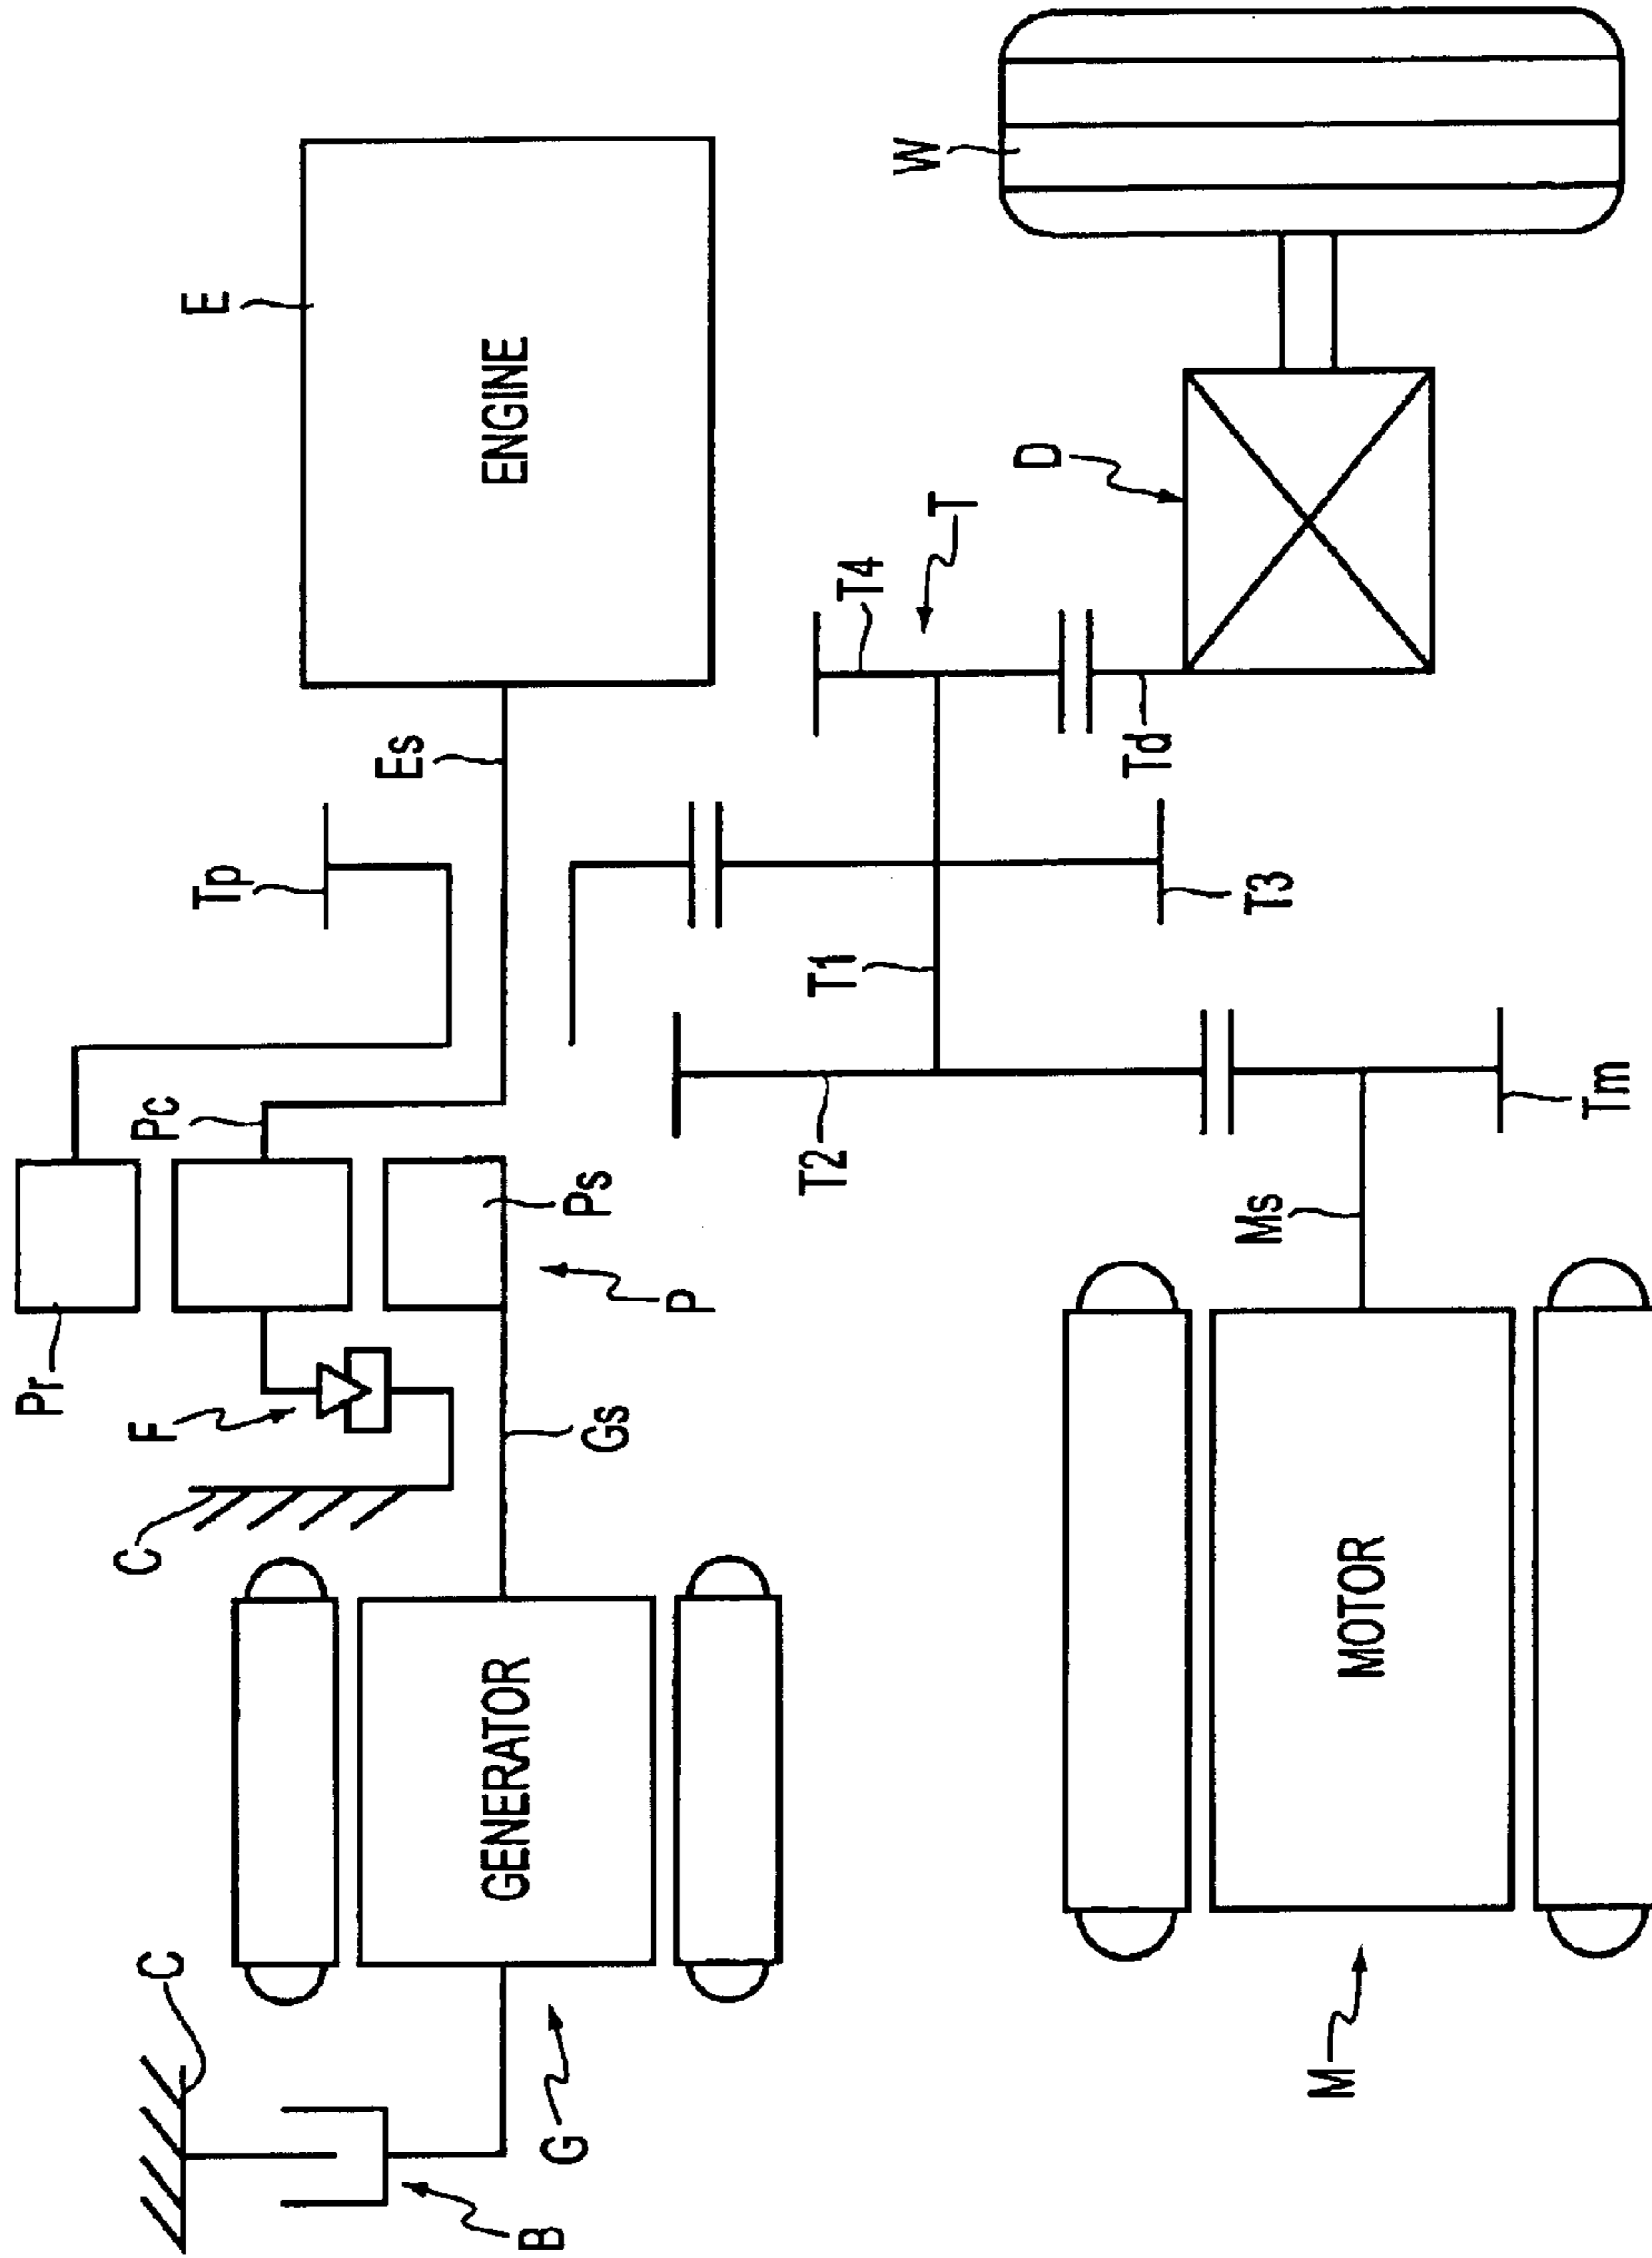 C
B
G
GENERATOR
C
F
Gs
Pr
P
Ps
Pc
Tp
Es
E
ENGINE
M
MOTOR
Ms
Tm
T2
T1
T3
T4
T
Td
D
W